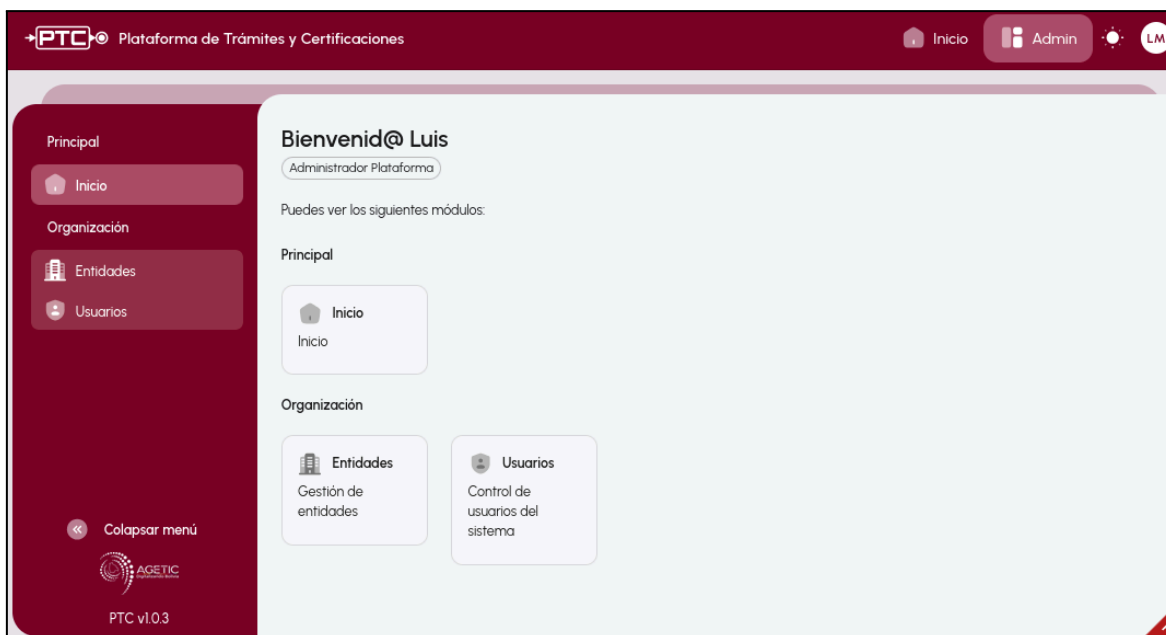 PTC Plataforma de Trámites y Certificaciones
Inicio
Admin
LM
Principal
Inicio
Organización
Entidades
Usuarios
Colapsar menú
AGETIC
PTC v1.0.3
Bienvenid@ Luis
Administrador Plataforma
Puedes ver los siguientes módulos:
Principal
Inicio
Inicio
Organización
Entidades
Gestión de
entidades
Usuarios
Control de
usuarios del
sistema